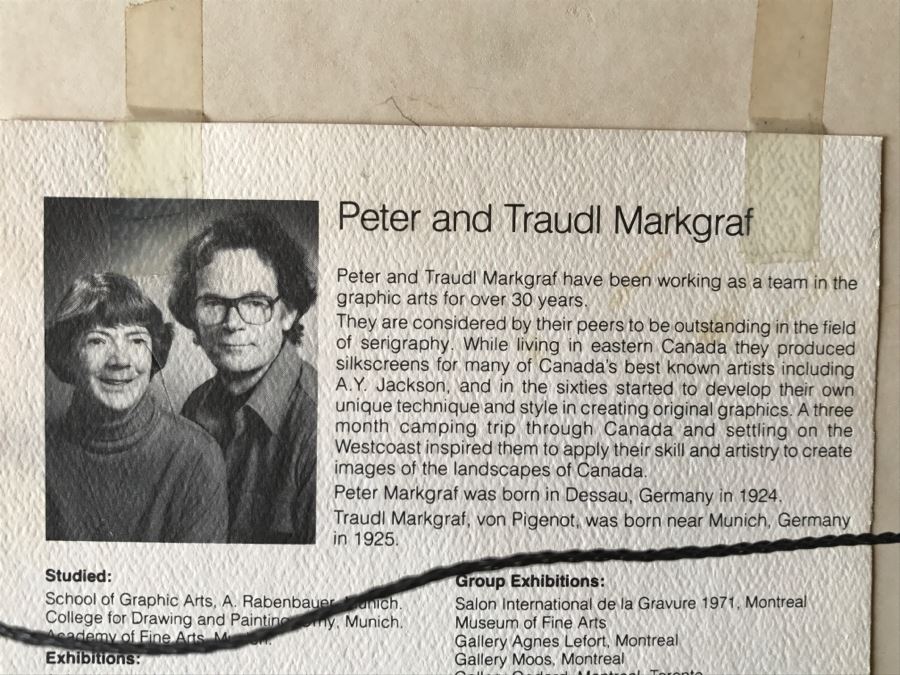 Peter and Traudl Markgraf
Peter and Traudl Markgraf have been working as a team in the
graphic arts for over 30 years.
They are considered by their peers to be outstanding in the field
of serigraphy. While living in eastern Canada they produced
silkscreens for many of Canada's best known artists including
A.Y. Jackson, and in the sixties started to develop their own
unique technique and style in creating original graphics. A three
month camping trip through Canada and settling on the
Westcoast inspired them to apply their skill and artistry to create
images of the landscapes of Canada.
Peter Markgraf was born in Dessau, Germany in 1924.
Traudl Markgraf, von Pigenot, was born near Munich, Germany
in 1925.
Studied:
School of Graphic Arts, A. Rabenbauer, Munich.
College for Drawing and Painting, Munich.
Academy of Fine Arts,
Exhibitions:
Group Exhibitions:
Salon International de la Gravure 1971, Montreal
Museum of Fine Arts
Gallery Agnes Lefort, Montreal
Gallery Moos, Montreal
Montreal, Toronto